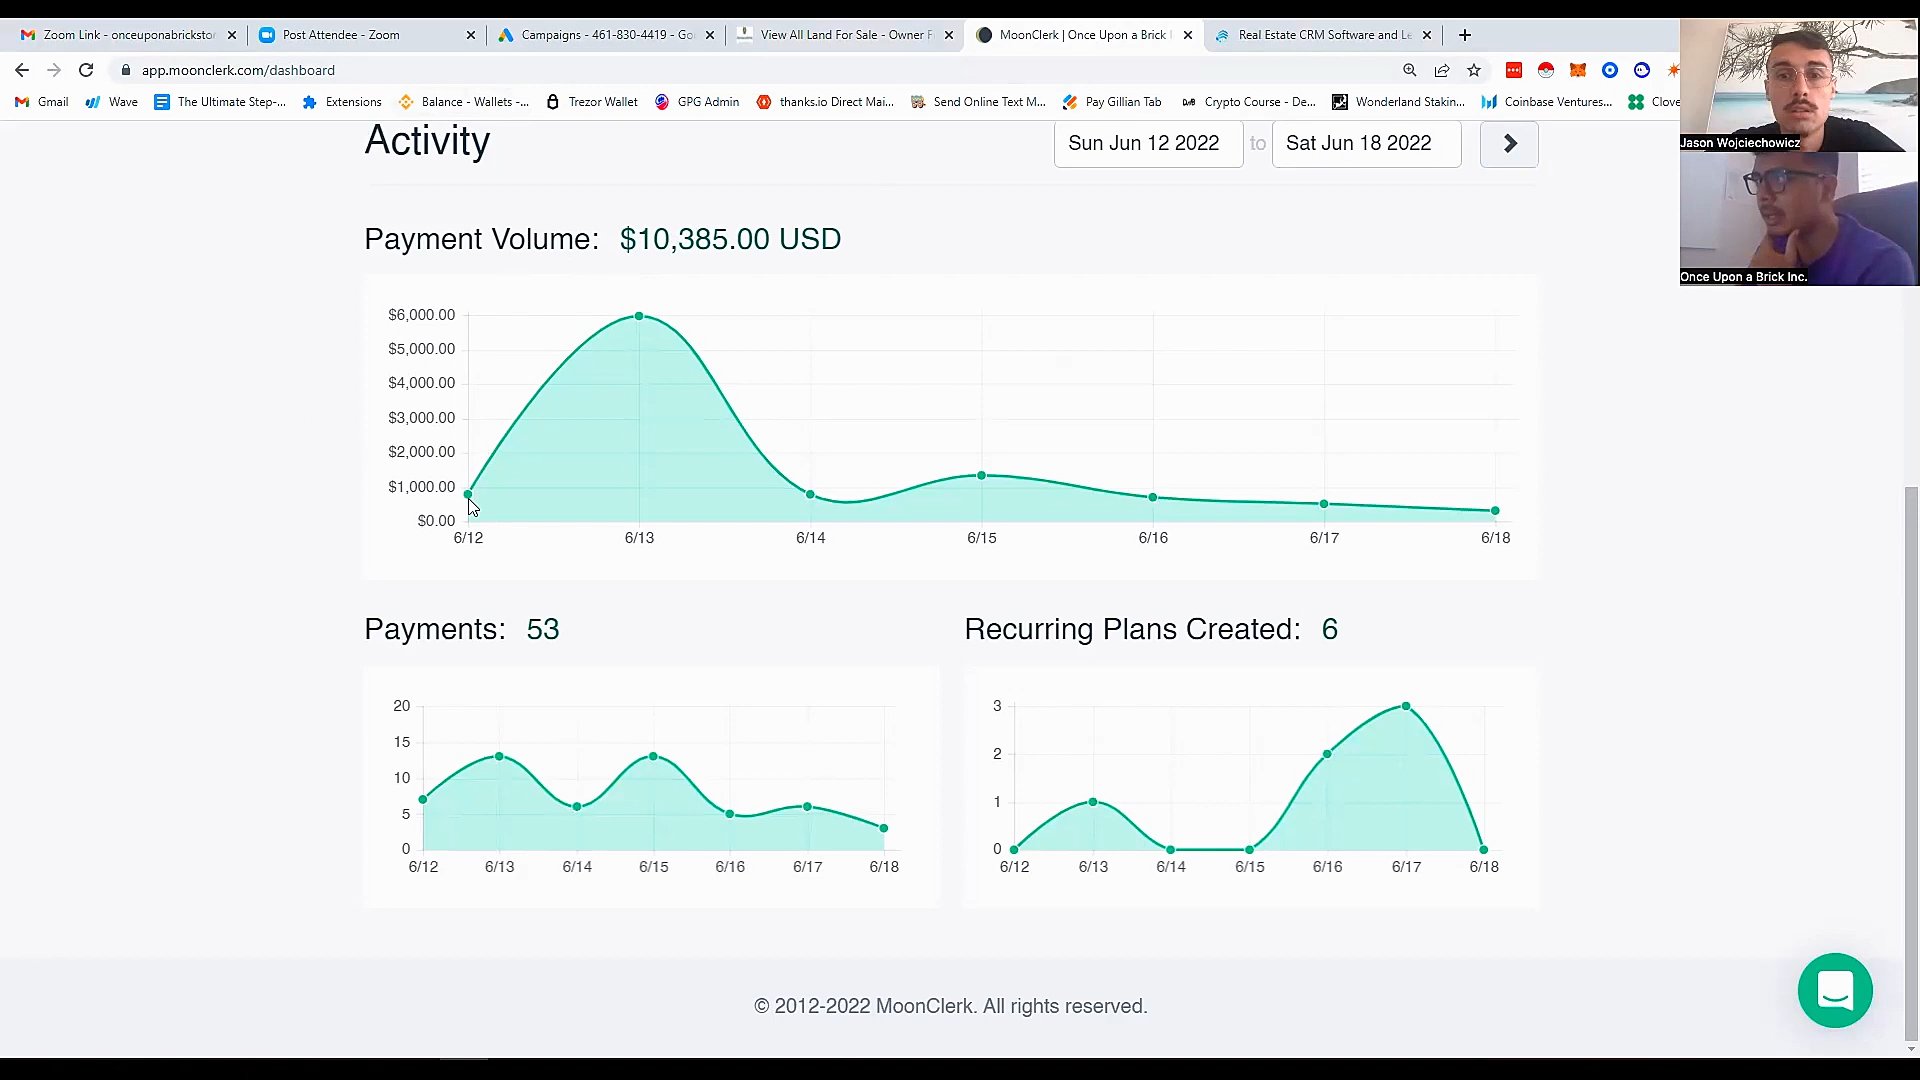 Zoom Link - onceuponabricksto
Post Attendee - Zoom
Campaigns - 461-830-4419 - Go
View All Land For Sale - Owner F
MoonClerk | Once Upon a Brick
Real Estate CRM Software and Le
app.moonclerk.com/dashboard
Gmail
Wave
The Ultimate Step-...
Extensions
Balance - Wallets -...
Trezor Wallet
GPG Admin
thanks.io Direct Mai...
Send Online Text M...
Pay Gillian Tab
Crypto Course - De...
Wonderland Stakin...
Coinbase Ventures...
Clove
Jason Wojciechowicz
Once Upon a Brick Inc.
Activity
Sun Jun 12 2022 to Sat Jun 18 2022
Payment Volume: $10,385.00 USD
$6,000.00
$5,000.00
$4,000.00
$3,000.00
$2,000.00
$1,000.00
$0.00
6/12 6/13 6/14 6/15 6/16 6/17 6/18
Payments: 53
20
15
10
5
0
6/12 6/13 6/14 6/15 6/16 6/17 6/18
Recurring Plans Created: 6
3
2
1
0
6/12 6/13 6/14 6/15 6/16 6/17 6/18
© 2012-2022 MoonClerk. All rights reserved.